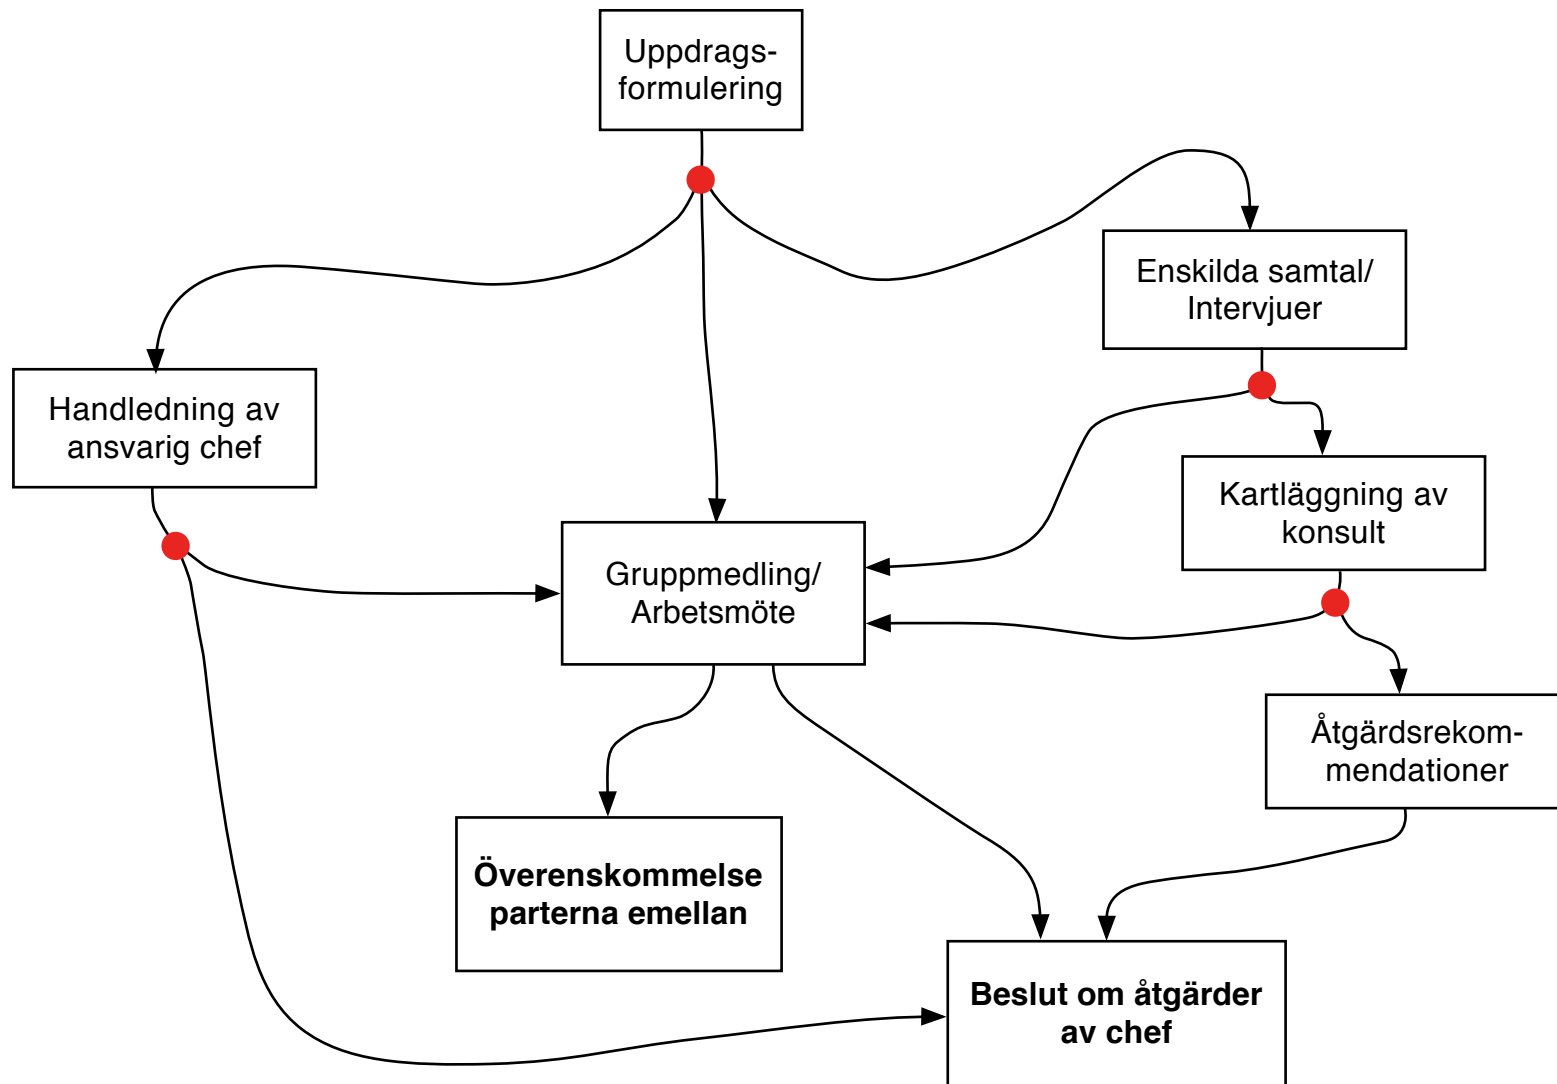 Uppdrags-
formulering
Enskilda samtal/
Intervjuer
Handledning av
ansvarig chef
Kartläggning av
konsult
Gruppmedling/
Arbetsmöte
Åtgärdsrekom-
mendationer
Överenskommelse
parterna emellan
Beslut om åtgärder
av chef